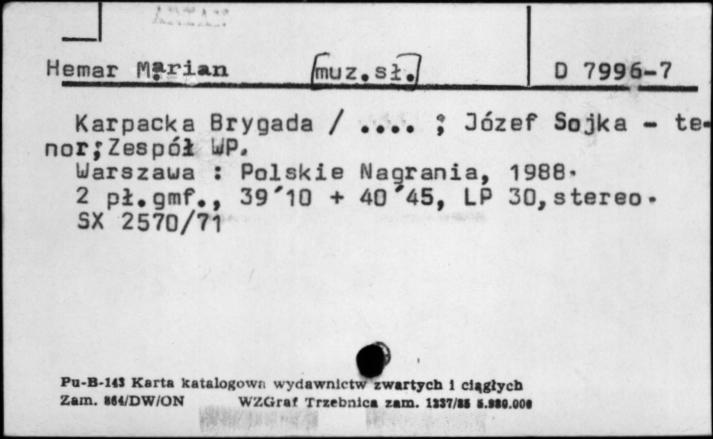 Hemar Marian [muz.sł.] D 7996-7
Karpacka Brygada / .... ; Józef Sojka - te-
nor; Zespół WP.
Warszawa : Polskie Nagrania, 1988.
2 pł.gmf., 39´10 + 40´45, LP 30, stereo.
SX 2570/71
Pu-B-143 Karta katalogowa wydawnictw zwartych i ciągłych
Zam. 864/DW/ON WZGraf Trzebnica zam. 1237/85 5.980.000